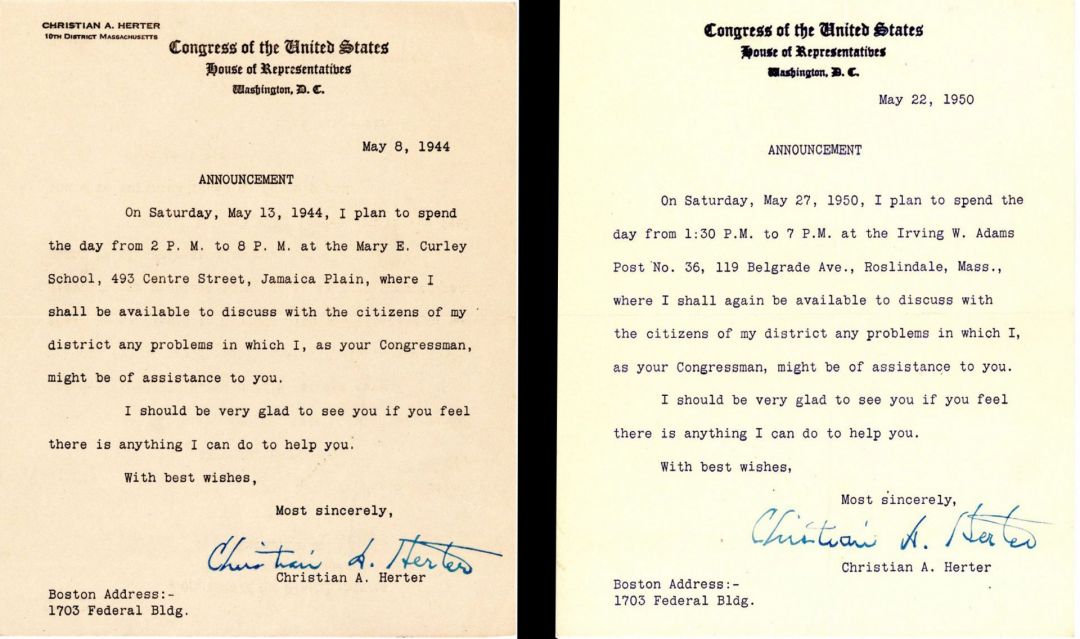 CHRISTIAN A. HERTER
10TH DISTRICT MASSACHUSETTS
Congress of the United States
House of Representatives
Washington, D. C.
May 8, 1944
ANNOUNCEMENT
On Saturday, May 13, 1944, I plan to spend
the day from 2 P. M. to 8 P. M. at the Mary E. Curley
School, 493 Centre Street, Jamaica Plain, where I
shall be available to discuss with the citizens of my
district any problems in which I, as your Congressman,
might be of assistance to you.
I should be very glad to see you if you feel
there is anything I can do to help you.
With best wishes,
Most sincerely,
Christian A. Herter
Christian A. Herter
Boston Address:-
1703 Federal Bldg.
Congress of the United States
House of Representatives
Washington, D. C.
May 22, 1950
ANNOUNCEMENT
On Saturday, May 27, 1950, I plan to spend the
day from 1:30 P.M. to 7 P.M. at the Irving W. Adams
Post No. 36, 119 Belgrade Ave., Roslindale, Mass.,
where I shall again be available to discuss with
the citizens of my district any problems in which I,
as your Congressman, might be of assistance to you.
I should be very glad to see you if you feel
there is anything I can do to help you.
With best wishes,
Most sincerely,
Christian A. Herter
Christian A. Herter
Boston Address:-
1703 Federal Bldg.